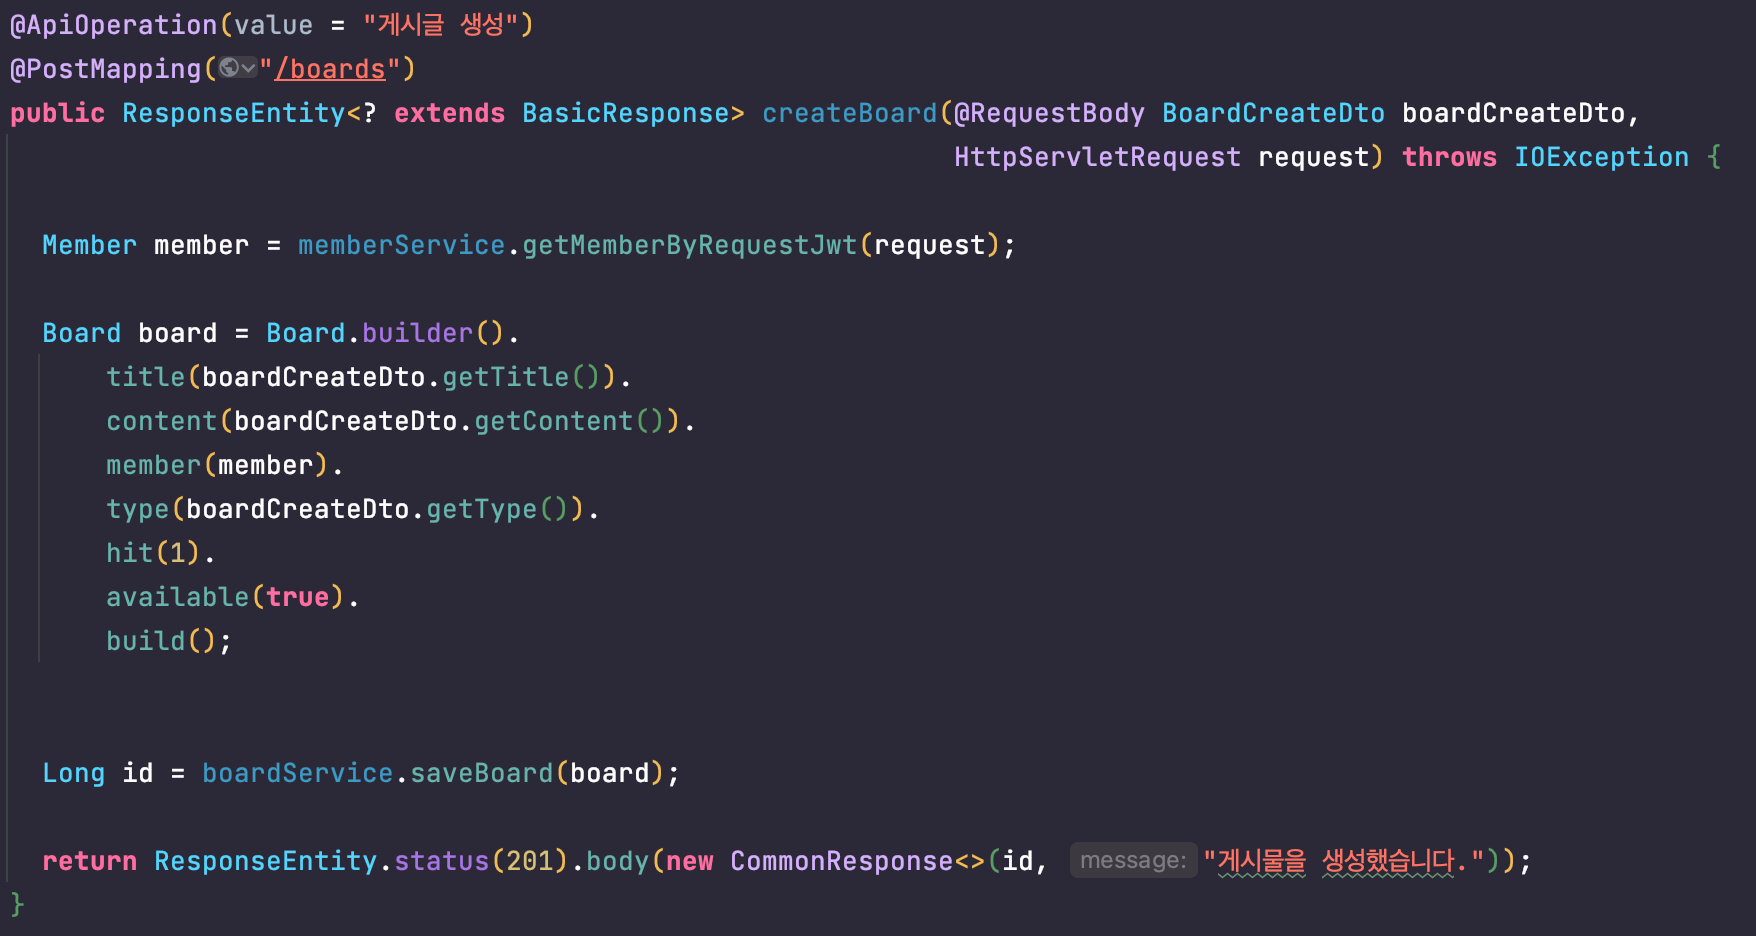 @ApiOperation(value = "게시글 생성")
@PostMapping("/boards")
public ResponseEntity<? extends BasicResponse> createBoard(@RequestBody BoardCreateDto boardCreateDto,
HttpServletRequest request) throws IOException {
Member member = memberService.getMemberByRequestJwt(request);
Board board = Board.builder().
title(boardCreateDto.getTitle()).
content(boardCreateDto.getContent()).
member(member).
type(boardCreateDto.getType()).
hit(1).
available(true).
build();
Long id = boardService.saveBoard(board);
return ResponseEntity.status(201).body(new CommonResponse<>(id, message: "게시물을 생성했습니다."));
}